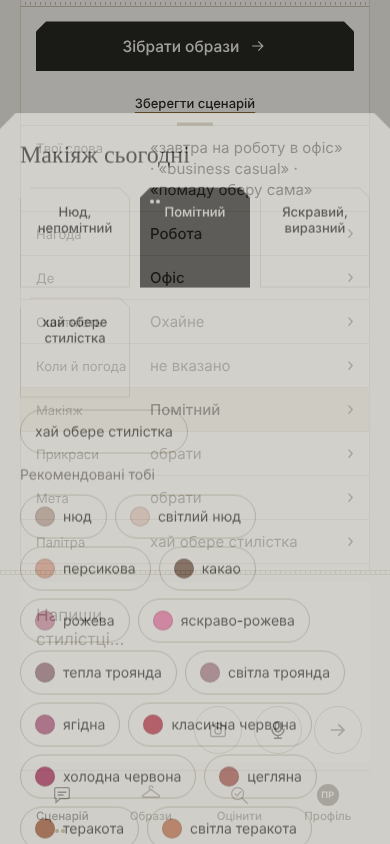 Зібрати образи →
Зберегти сценарій
Твої слова
«завтра на роботу в офіс»
· «business casual» ·
«помаду оберу сама»
Макіяж сьогодні
Нюд,
непомітний
Помітний
Яскравий,
виразний
Нагода
Робота
Де
Офіс
хай обере
стилістка
Охайне
Коли й погода
не вказано
Макіяж
Помітний
хай обере стилістка
Прикраси
обрати
Рекомендовані тобі
Мета
обрати
нюд
світлий нюд
Палітра
хай обере стилістка
персикова
какао
Напиши
стилістці...
рожева
яскраво-рожева
тепла троянда
світла троянда
ягідна
класична червона
холодна червона
цегляна
Сценарій
Образи
Оцінити
ПР
Профіль
теракота
світла теракота